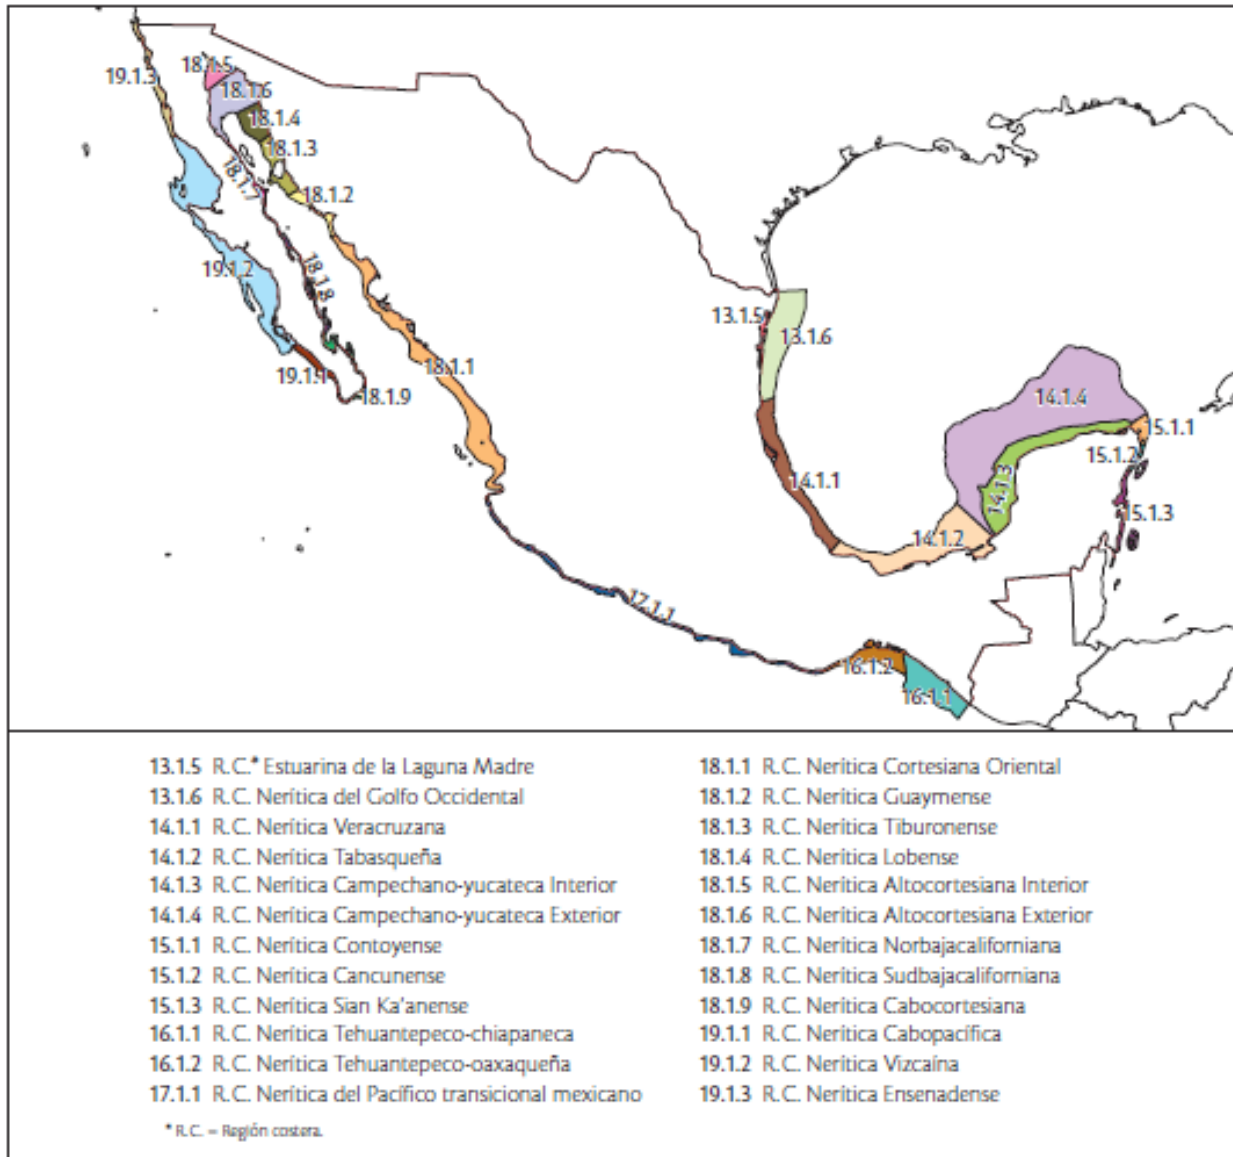 18.1.5
19.1.3
18.1.6
18.1.4
18.1.3
18.1.7
18.1.2
19.1.2
18.1.8
13.1.5
13.1.6
18.1.1
19.1.1
18.1.9
14.1.4
15.1.1
15.1.2
14.1.1
14.1.3
15.1.3
14.1.2
17.1.1
16.1.2
16.1.1
13.1.5 R.C.* Estuarina de la Laguna Madre
13.1.6 R.C. Nerítica del Golfo Occidental
14.1.1 R.C. Nerítica Veracruzana
14.1.2 R.C. Nerítica Tabasqueña
14.1.3 R.C. Nerítica Campechano-yucateca Interior
14.1.4 R.C. Nerítica Campechano-yucateca Exterior
15.1.1 R.C. Nerítica Contoyense
15.1.2 R.C. Nerítica Cancunense
15.1.3 R.C. Nerítica Sian Ka'anense
16.1.1 R.C. Nerítica Tehuantepeco-chiapaneca
16.1.2 R.C. Nerítica Tehuantepeco-oaxaqueña
17.1.1 R.C. Nerítica del Pacífico transicional mexicano
* R.C. = Región costera.
18.1.1 R.C. Nerítica Cortesiana Oriental
18.1.2 R.C. Nerítica Guaymense
18.1.3 R.C. Nerítica Tiburonense
18.1.4 R.C. Nerítica Lobense
18.1.5 R.C. Nerítica Altocortesiana Interior
18.1.6 R.C. Nerítica Altocortesiana Exterior
18.1.7 R.C. Nerítica Norbajacaliforniana
18.1.8 R.C. Nerítica Sudbajacaliforniana
18.1.9 R.C. Nerítica Cabocortesiana
19.1.1 R.C. Nerítica Cabopacífica
19.1.2 R.C. Nerítica Vizcaína
19.1.3 R.C. Nerítica Ensenadense